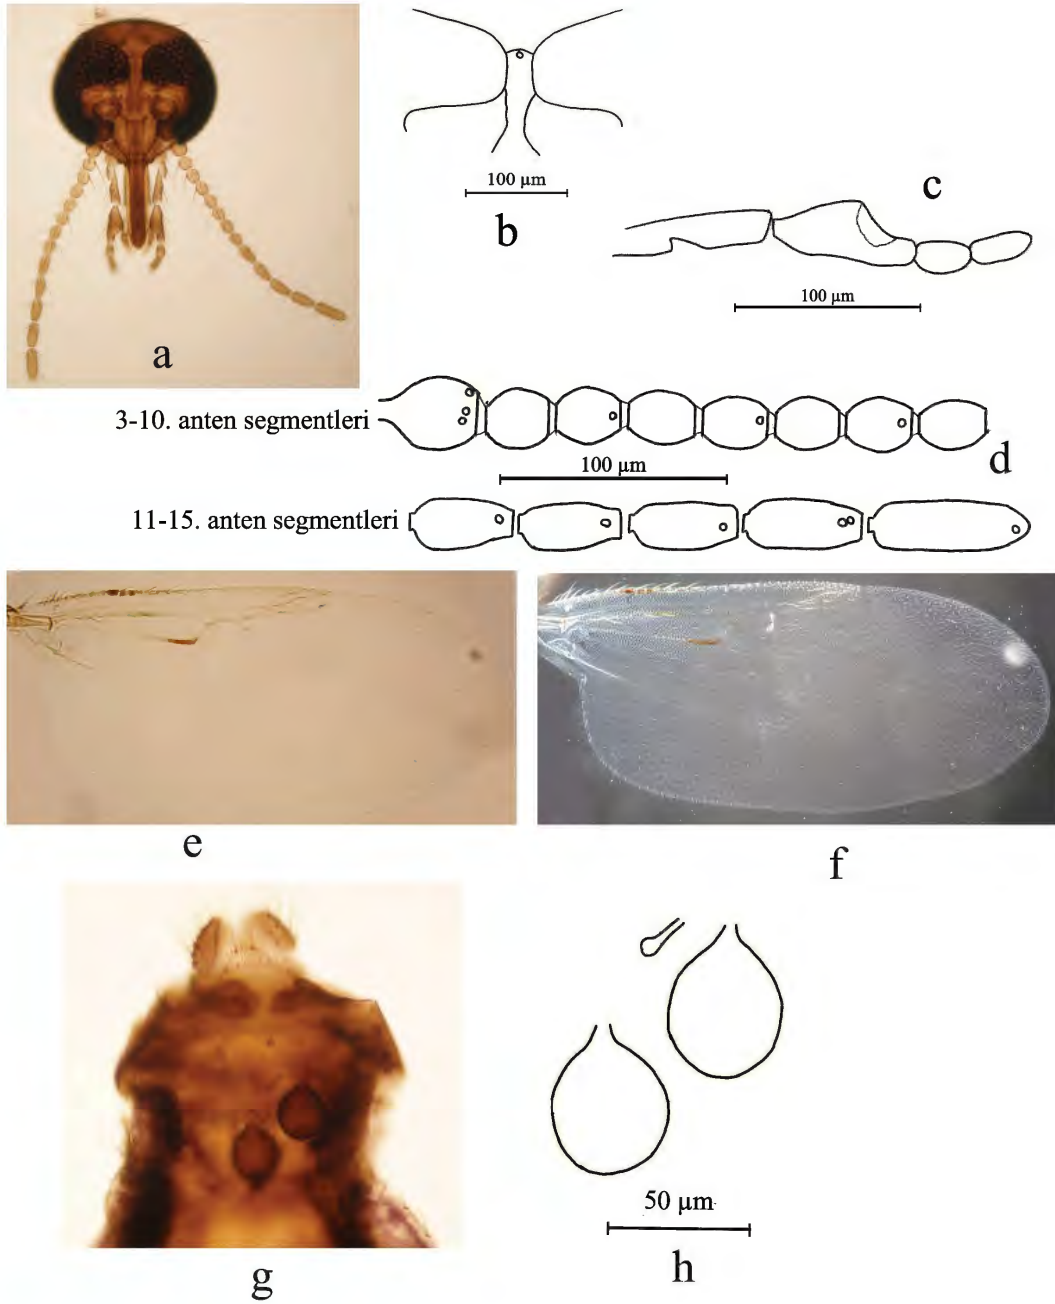 a
100 µm
b
c
100 µm
3-10. anten segmentleri
d
100 µm
11-15. anten segmentleri
e
f
g
50 µm
h